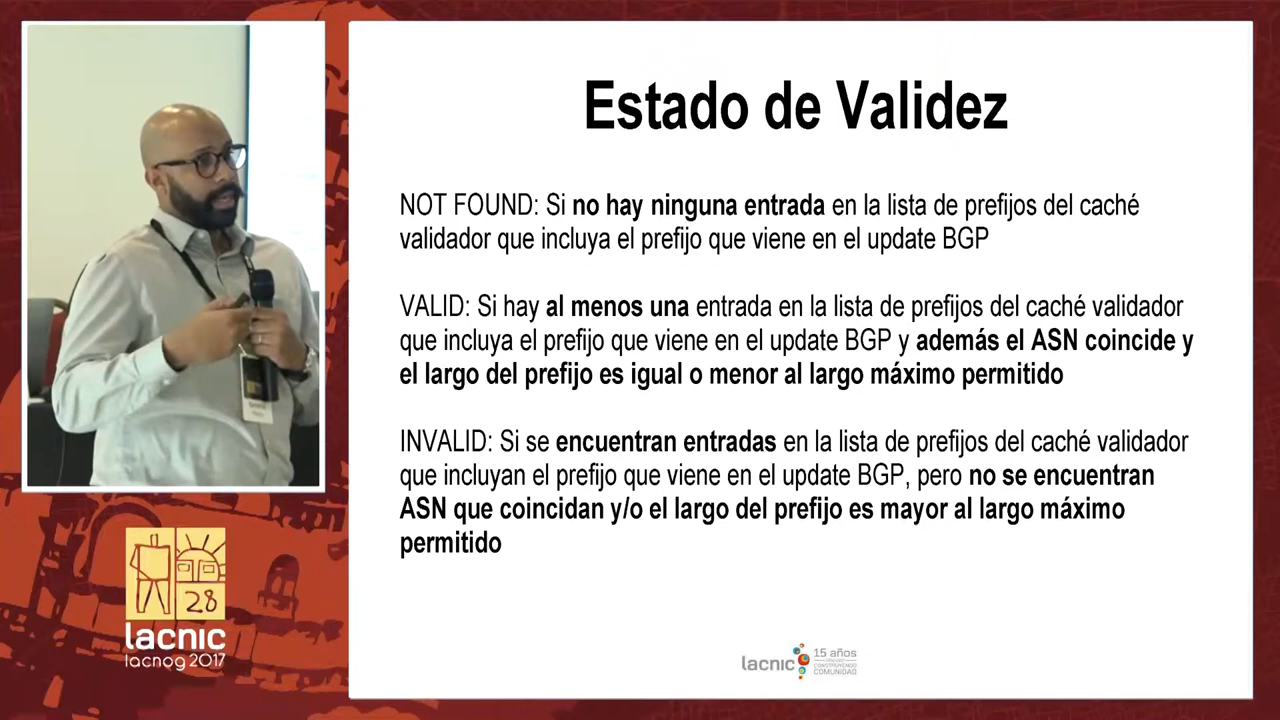 Estado de Validez
NOT FOUND: Si no hay ninguna entrada en la lista de prefijos del caché
validador que incluya el prefijo que viene en el update BGP
VALID: Si hay al menos una entrada en la lista de prefijos del caché validador
que incluya el prefijo que viene en el update BGP y además el ASN coincide y
el largo del prefijo es igual o menor al largo máximo permitido
INVALID: Si se encuentran entradas en la lista de prefijos del caché validador
que incluyan el prefijo que viene en el update BGP, pero no se encuentran
ASN que coincidan y/o el largo del prefijo es mayor al largo máximo
permitido
28
lacnic
lacnog 2017
lacnic
15 años
CONSTRUYENDO
COMUNIDAD